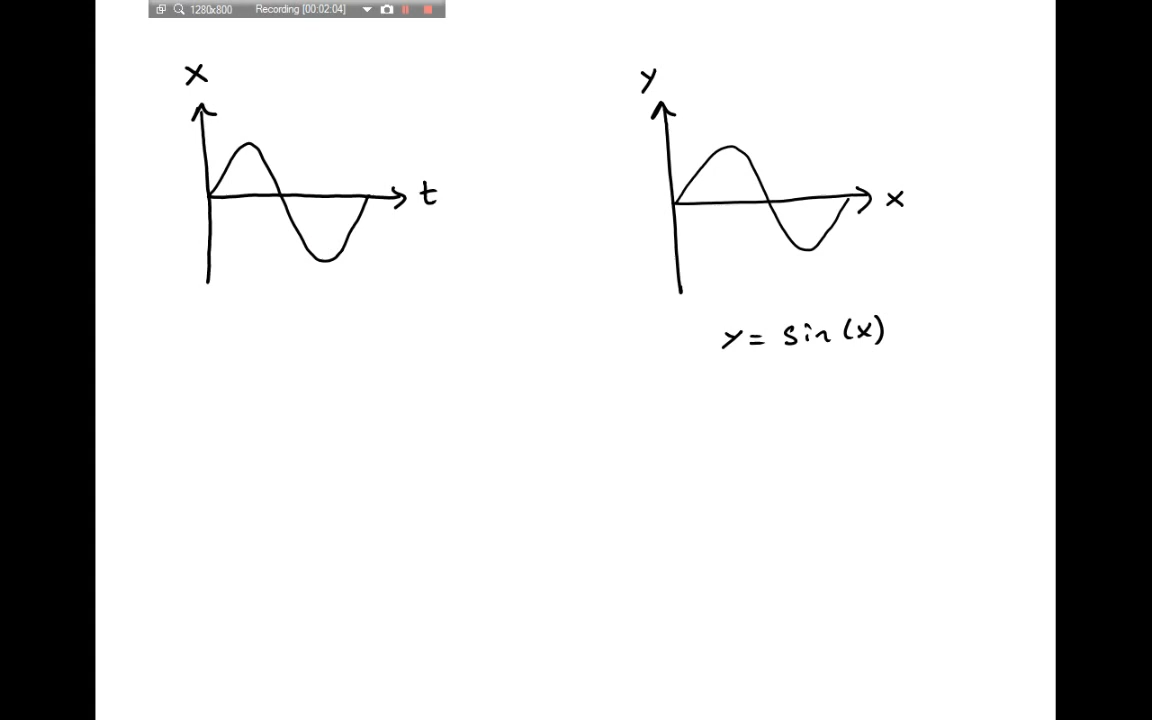 1280x800 Recording [00:02:04]
x
y
t
x
y = sin(x)